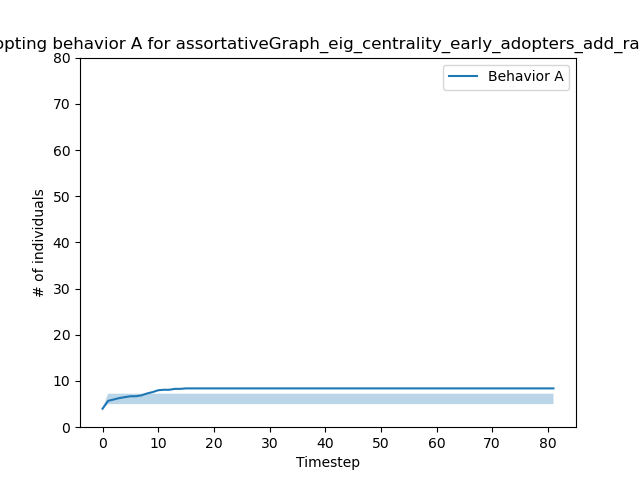 opting behavior A for assortativeGraph_eig_centrality_early_adopters_add_ra
Behavior A
# of individuals
80
70
60
50
40
30
20
10
0
0 10 20 30 40 50 60 70 80
Timestep